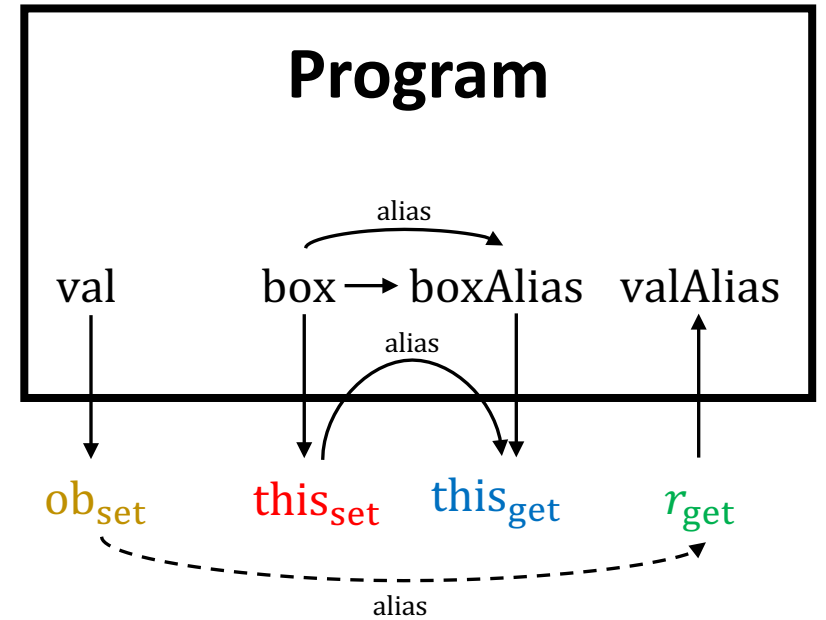 Program
alias
val box boxAlias valAlias
alias
ob_set this_set this_get r_get
alias